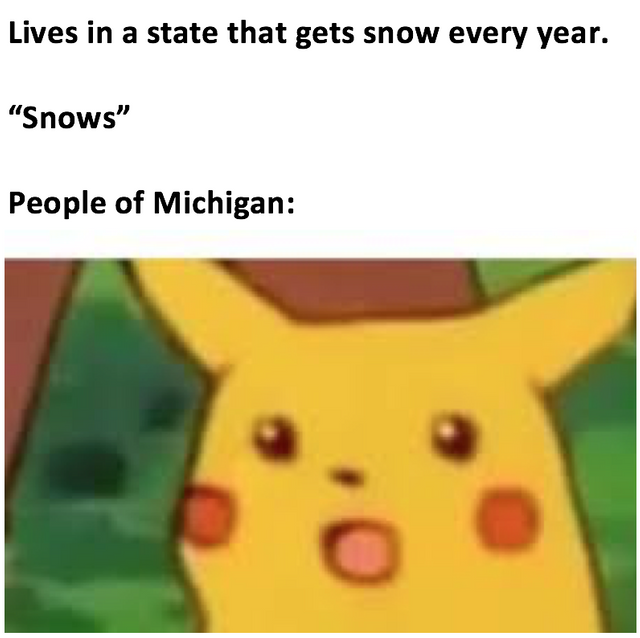 Lives in a state that gets snow every year.
“Snows”
People of Michigan: